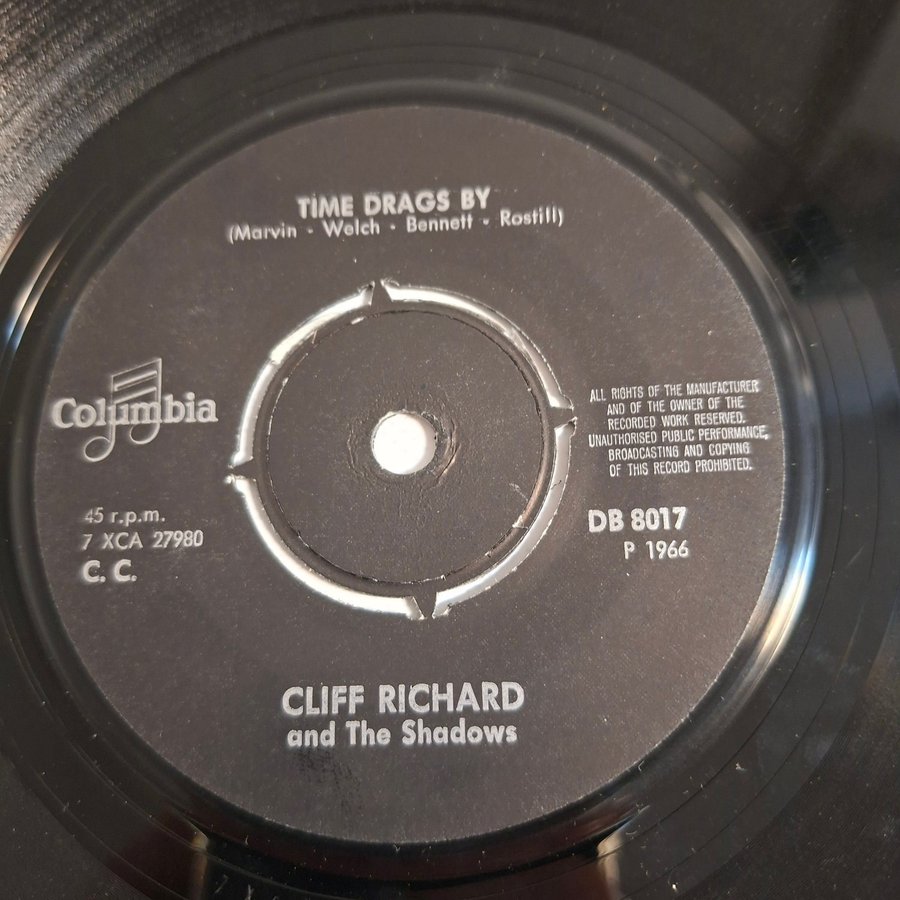 TIME DRAGS BY
(Marvin - Welch - Bennett - Rostill)
Columbia
ALL RIGHTS OF THE MANUFACTURER
AND OF THE OWNER OF THE
RECORDED WORK RESERVED.
UNAUTHORISED PUBLIC PERFORMANCE,
BROADCASTING AND COPYING
OF THIS RECORD PROHIBITED.
45 r.p.m.
7 XCA 27980
C. C.
DB 8017
P 1966
CLIFF RICHARD
and The Shadows